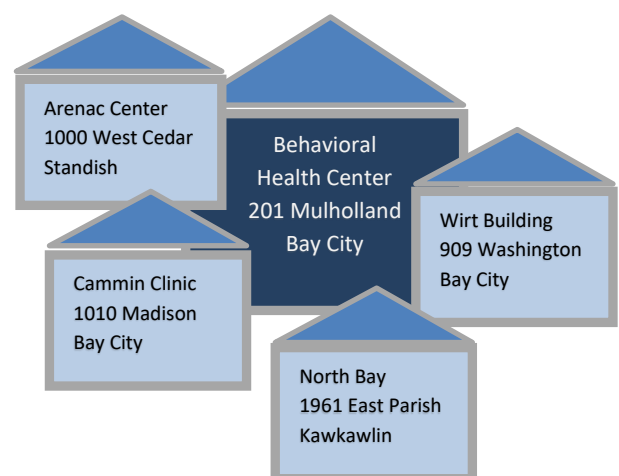 Arenac Center
1000 West Cedar
Standish
Behavioral
Health Center
201 Mulholland
Bay City
Wirt Building
909 Washington
Bay City
Cammin Clinic
1010 Madison
Bay City
North Bay
1961 East Parish
Kawkawlin